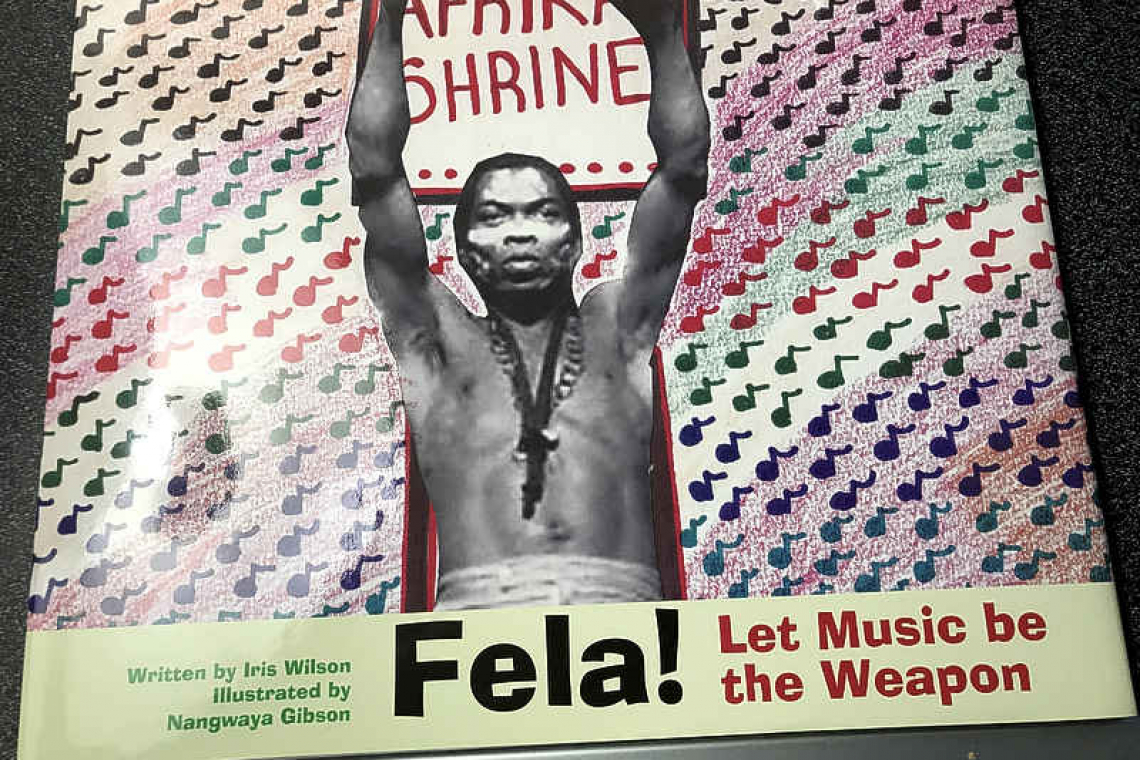 AFRIKA
SHRINE
Written by Iris Wilson
illustrated by
Nangwaya Gibson
Fela!
Let Music be
the Weapon